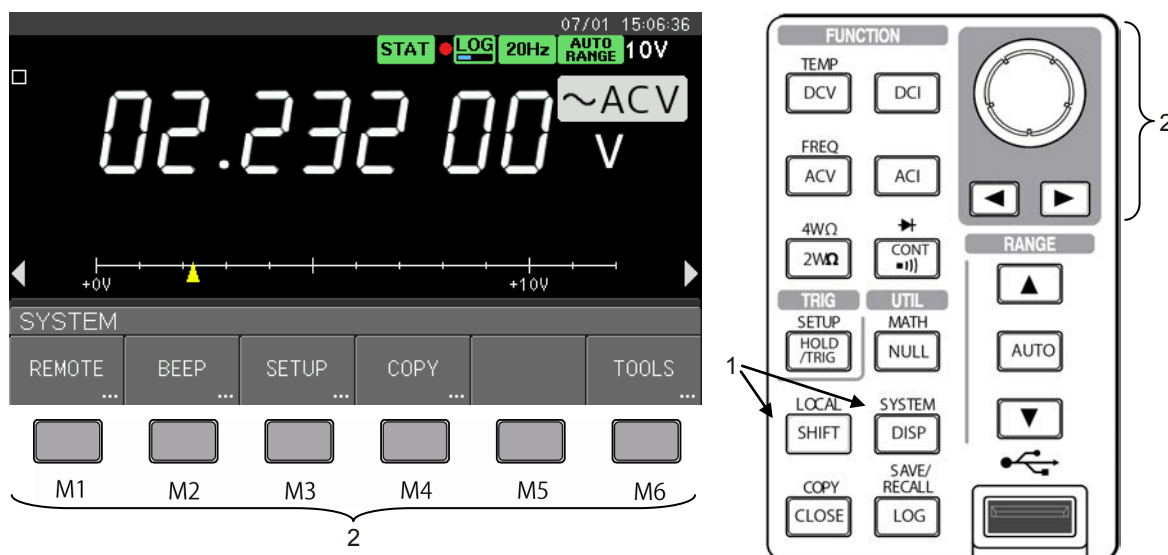 07/01 15:06:36
STAT LOG 20Hz AUTO RANGE 10V
02.232 00 V
~ACV
+0V +10V
SYSTEM
REMOTE... BEEP... SETUP... COPY... TOOLS...
M1 M2 M3 M4 M5 M6
2
FUNCTION
TEMP
DCV DCI
FREQ
ACV ACI
4WΩ
2WΩ CONT
RANGE
TRIG UTIL
SETUP MATH
HOLD /TRIG NULL AUTO
1
LOCAL SYSTEM
SHIFT DISP
COPY SAVE/ RECALL
CLOSE LOG
2